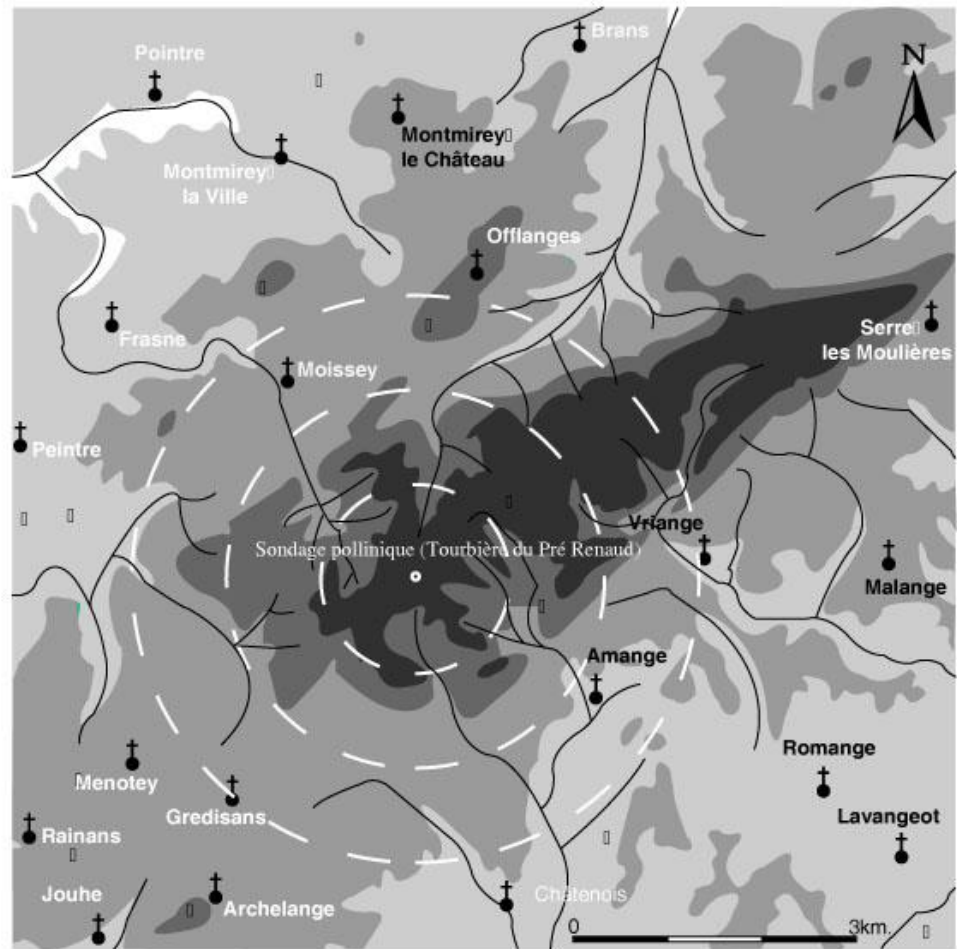 Brans
Pointre
N
Montmirey
le Château
Montmirey
la Ville
Offlanges
Frasne
Serre
les Moulières
Moissey
Peintre
Vriange
Sondage pollinique (Tourbière du Pré Renaud)
Malange
Amange
Romange
Menotey
Gredisans
Lavangeot
Rainans
Jouhe
Archelange
Châtenois
0
3km.